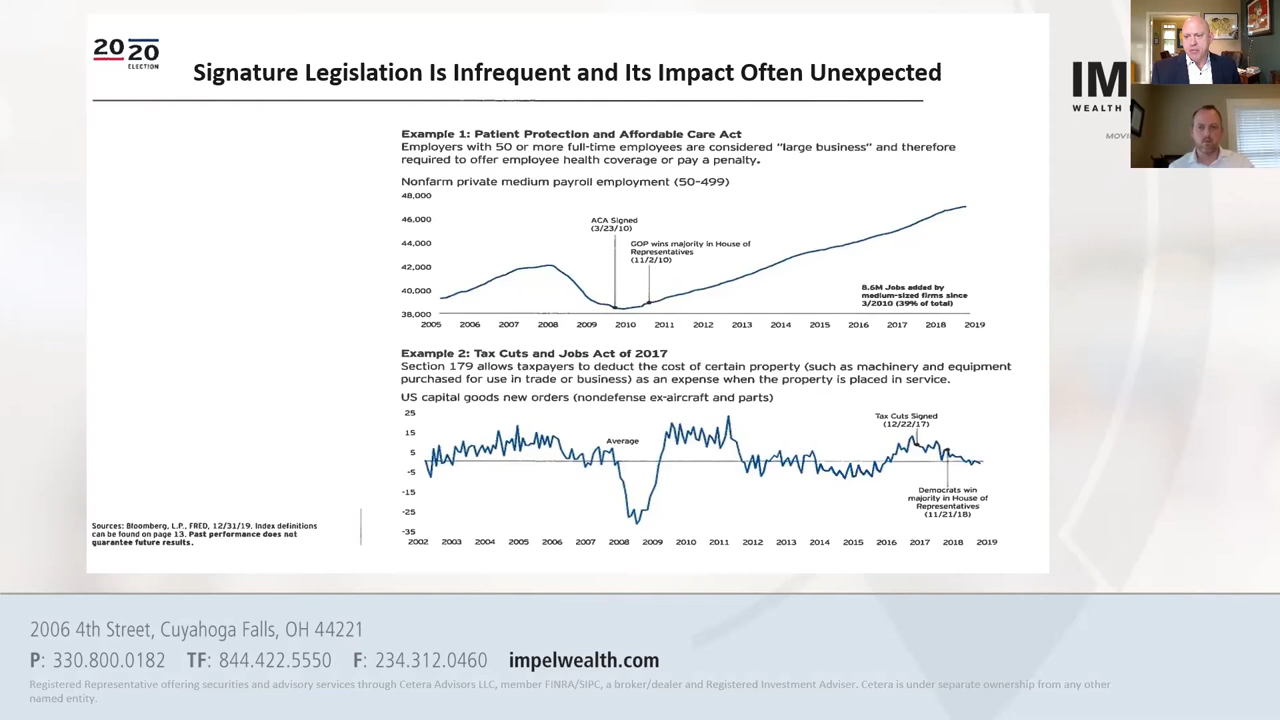 2020
ELECTION
Signature Legislation Is Infrequent and Its Impact Often Unexpected
IM
WEALTH
MOVI
Example 1: Patient Protection and Affordable Care Act
Employers with 50 or more full-time employees are considered "large business" and therefore
required to offer employee health coverage or pay a penalty.
Nonfarm private medium payroll employment (50-499)
48,000
46,000
44,000
42,000
40,000
38,000
ACA Signed
(3/23/10)
GOP wins majority in House of
Representatives
(11/2/10)
8.6M Jobs added by
medium-sized firms since
3/2010 (39% of total)
2005 2006 2007 2008 2009 2010 2011 2012 2013 2014 2015 2016 2017 2018 2019
Example 2: Tax Cuts and Jobs Act of 2017
Section 179 allows taxpayers to deduct the cost of certain property (such as machinery and equipment
purchased for use in trade or business) as an expense when the property is placed in service.
US capital goods new orders (nondefense ex-aircraft and parts)
25
15
5
-5
-15
-25
-35
Average
Tax Cuts Signed
(12/22/17)
Democrats win
majority in House of
Representatives
(11/21/18)
2002 2003 2004 2005 2006 2007 2008 2009 2010 2011 2012 2013 2014 2015 2016 2017 2018 2019
Sources: Bloomberg, L.P., FRED, 12/31/19. Index definitions
can be found on page 13. Past performance does not
guarantee future results.
2006 4th Street, Cuyahoga Falls, OH 44221
P: 330.800.0182 TF: 844.422.5550 F: 234.312.0460 impelwealth.com
Registered Representative offering securities and advisory services through Cetera Advisors LLC, member FINRA/SIPC, a broker/dealer and Registered Investment Adviser. Cetera is under separate ownership from any other
named entity.